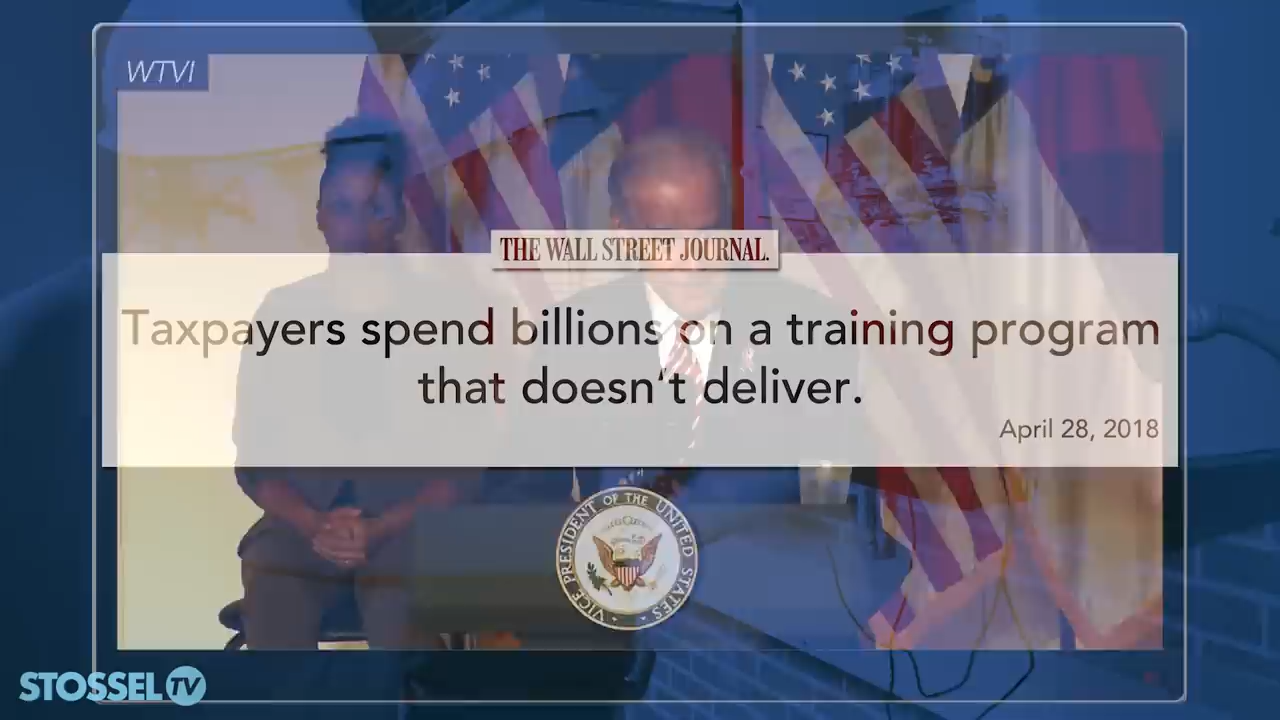 WTVI
THE WALL STREET JOURNAL.
Taxpayers spend billions on a training program
that doesn't deliver.
April 28, 2018
VICE PRESIDENT OF THE UNITED STATES
STOSSEL TV